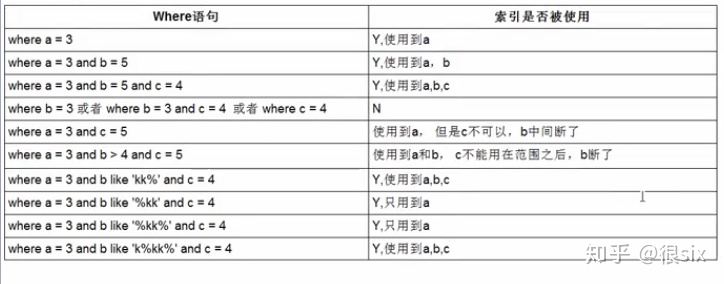 Where语句 索引是否被使用
where a = 3 Y,使用到a
where a = 3 and b = 5 Y,使用到a，b
where a = 3 and b = 5 and c = 4 Y,使用到a,b,c
where b = 3 或者 where b = 3 and c = 4 或者 where c = 4 N
where a = 3 and c = 5 使用到a， 但是c不可以，b中间断了
where a = 3 and b > 4 and c = 5 使用到a和b， c不能用在范围之后，b断了
where a = 3 and b like 'kk%' and c = 4 Y,使用到a,b,c
where a = 3 and b like '%kk' and c = 4 Y,只用到a
where a = 3 and b like '%kk%' and c = 4 Y,只用到a
where a = 3 and b like 'k%kk%' and c = 4 Y,使用到a,b,c
知乎 @很six